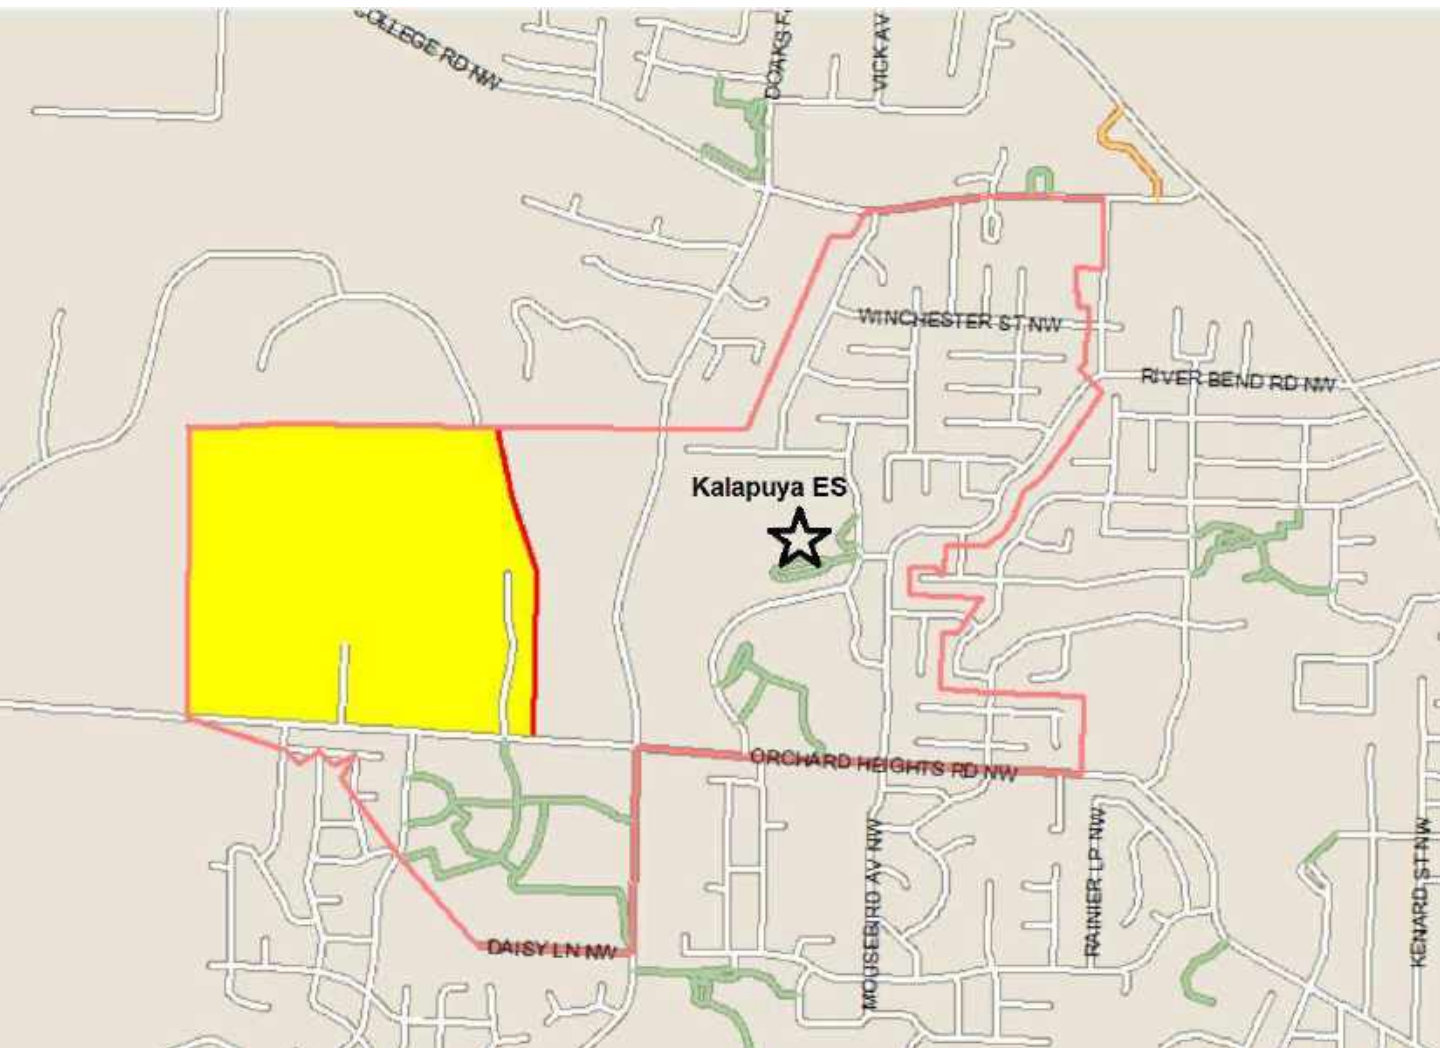 COLLEGE RD NW
DOAKS F
VICK AV
WINCHESTER ST NW
RIVER BEND RD NW
Kalapuya ES
ORCHARD HEIGHTS RD NW
MOUSEBIRD AV NW
RAINIER LP NW
KENARD ST NW
DAISY LN NW